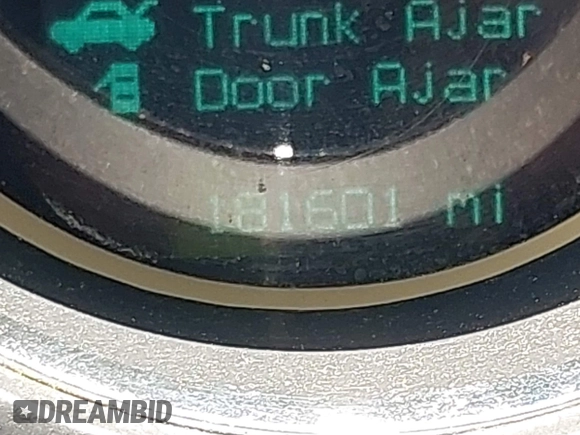 Trunk Ajar
Door Ajar
181601 mi
DREAMBID